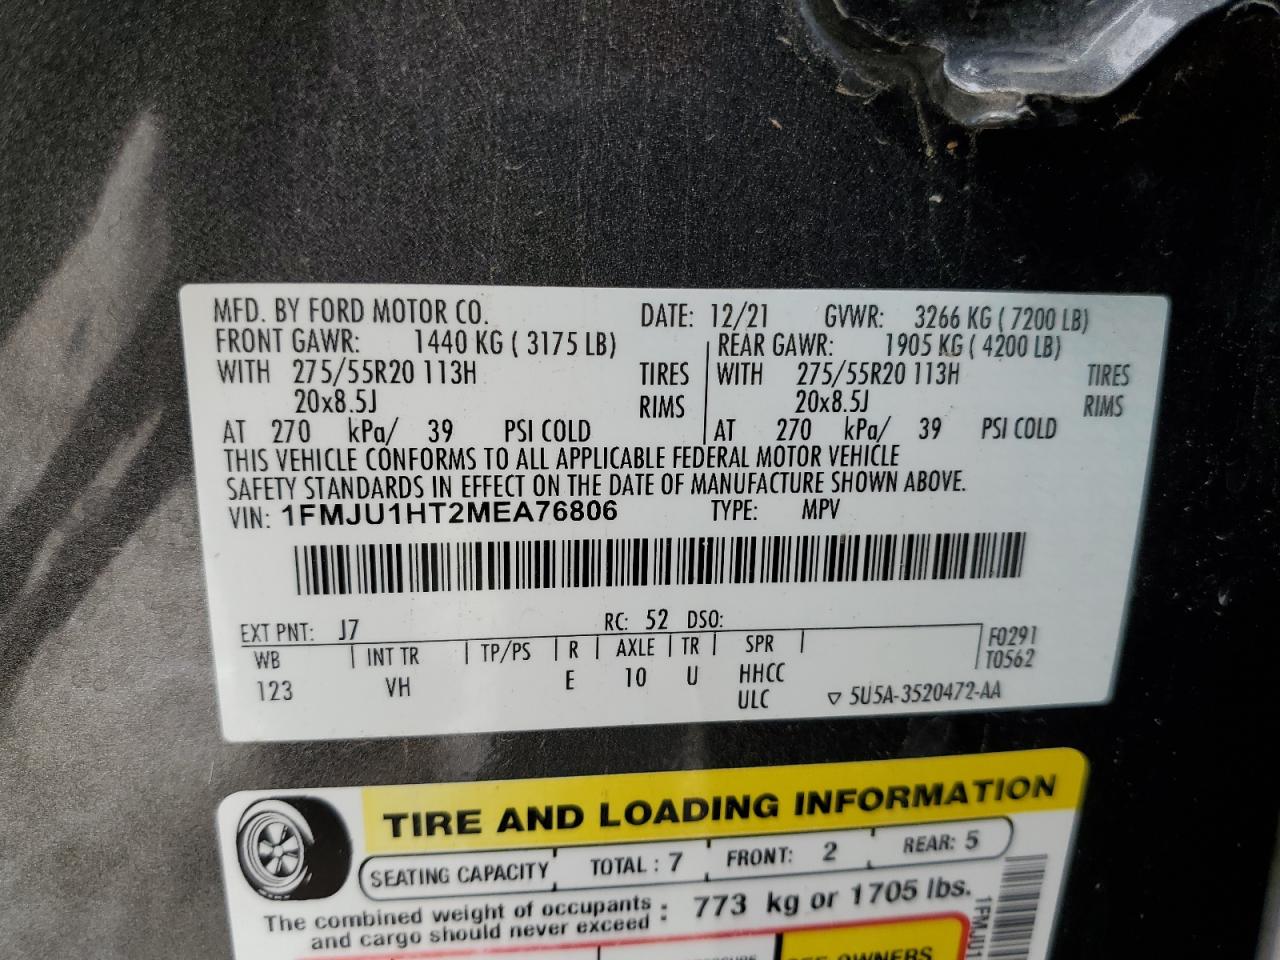 MFD. BY FORD MOTOR CO. DATE: 12/21 GVWR: 3266 KG ( 7200 LB)
FRONT GAWR: 1440 KG ( 3175 LB) REAR GAWR: 1905 KG ( 4200 LB)
WITH 275/55R20 113H TIRES WITH 275/55R20 113H TIRES
20x8.5J RIMS 20x8.5J RIMS
AT 270 kPa/ 39 PSI COLD AT 270 kPa/ 39 PSI COLD
THIS VEHICLE CONFORMS TO ALL APPLICABLE FEDERAL MOTOR VEHICLE
SAFETY STANDARDS IN EFFECT ON THE DATE OF MANUFACTURE SHOWN ABOVE.
VIN: 1FMJU1HT2MEA76806 TYPE: MPV
EXT PNT: J7 RC: 52 DSO:
WB INT TR TP/PS R AXLE TR SPR F0291
T0562
123 VH E 10 U HHCC
ULC 5U5A-3520472-AA
TIRE AND LOADING INFORMATION
SEATING CAPACITY TOTAL : 7 FRONT: 2 REAR: 5
The combined weight of occupants
and cargo should never exceed : 773 kg or 1705 lbs.
1FMJU1